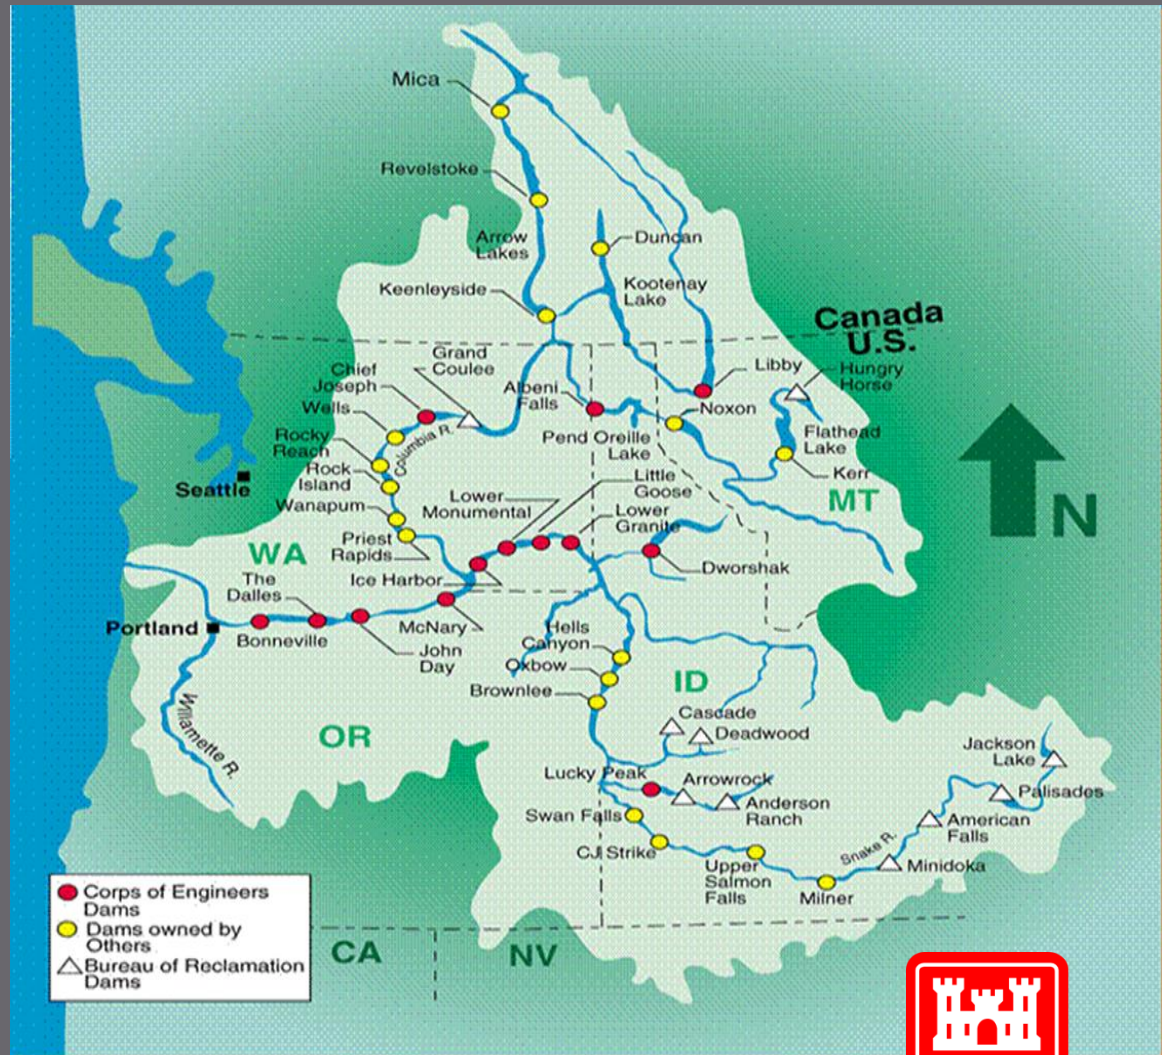 Mica
Revelstoke
Arrow
Lakes
Duncan
Keenleyside
Kootenay
Lake
Canada
U.S.
Grand
Coulee
Chief
Joseph
Libby
Hungry
Horse
Albeni
Falls
Wells
Noxon
Columbia R.
Rocky
Reach
Pend Oreille
Lake
Flathead
Lake
Rock
Island
Kerr
Seattle
Little
Goose
Lower
Monumental
MT
N
Wanapum
Lower
Granite
Priest
Rapids
WA
Ice Harbor
Dworshak
The
Dalles
Portland
Bonneville
McNary
John
Day
Hells
Canyon
Oxbow
Brownlee
ID
Willamette R.
OR
Cascade
Deadwood
Jackson
Lake
Lucky Peak
Arrowrock
Palisades
Anderson
Ranch
Swan Falls
American
Falls
CJ Strike
Snake R.
Upper
Salmon
Falls
Minidoka
Milner
Corps of Engineers
Dams
Dams owned by
Others
Bureau of Reclamation
Dams
CA
NV